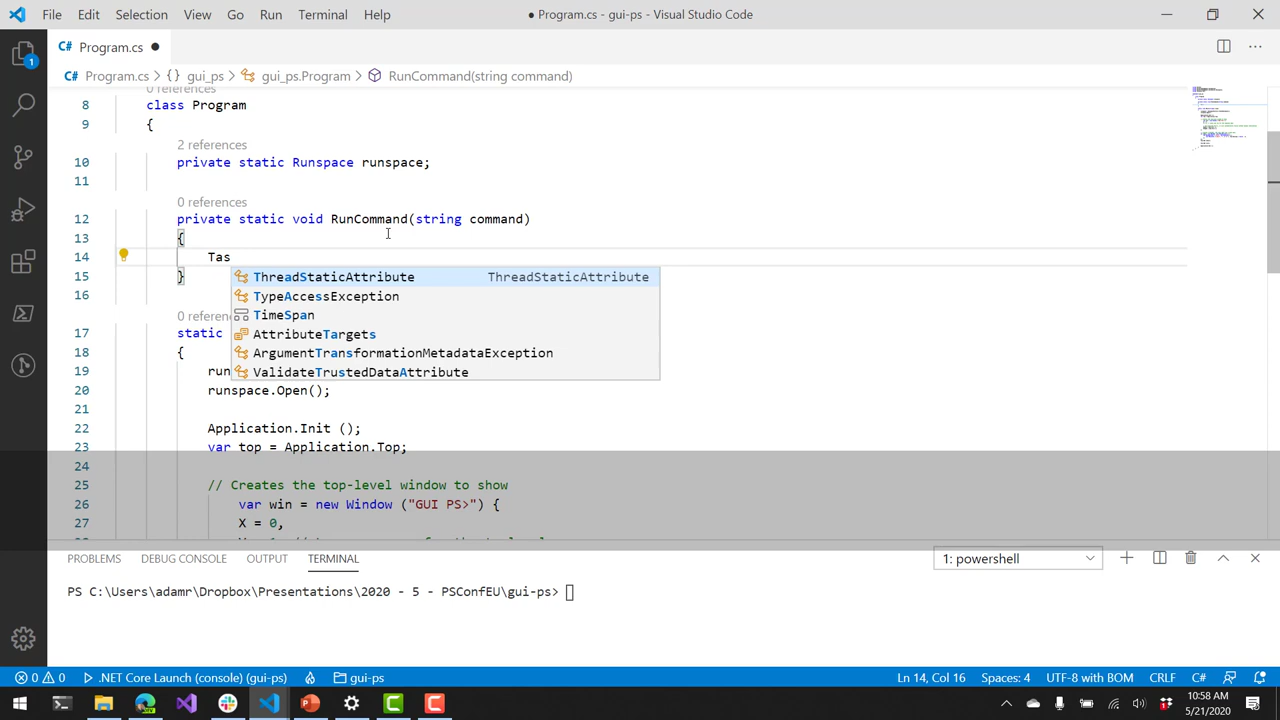 File Edit Selection View Go Run Terminal Help
● Program.cs - gui-ps - Visual Studio Code
C# Program.cs ●
C# Program.cs > {} gui_ps > gui_ps.Program > RunCommand(string command)
0 references
8 class Program
9 {
2 references
10 private static Runspace runspace;
11
0 references
12 private static void RunCommand(string command)
13 {
14 Tas
ThreadStaticAttribute ThreadStaticAttribute
15 }
TypeAccessException
16
TimeSpan
0 referen
17 static
AttributeTargets
18 {
ArgumentTransformationMetadataException
19 run
ValidateTrustedDataAttribute
20 runspace.Open();
21
22 Application.Init ();
23 var top = Application.Top;
24
25 // Creates the top-level window to show
26 var win = new Window ("GUI PS>") {
27 X = 0,
PROBLEMS DEBUG CONSOLE OUTPUT TERMINAL
1: powershell
PS C:\Users\adamr\Dropbox\Presentations\2020 - 5 - PSConfEU\gui-ps>
0 0 .NET Core Launch (console) (gui-ps) gui-ps Ln 14, Col 16 Spaces: 4 UTF-8 with BOM CRLF C#
10:58 AM
5/21/2020
1